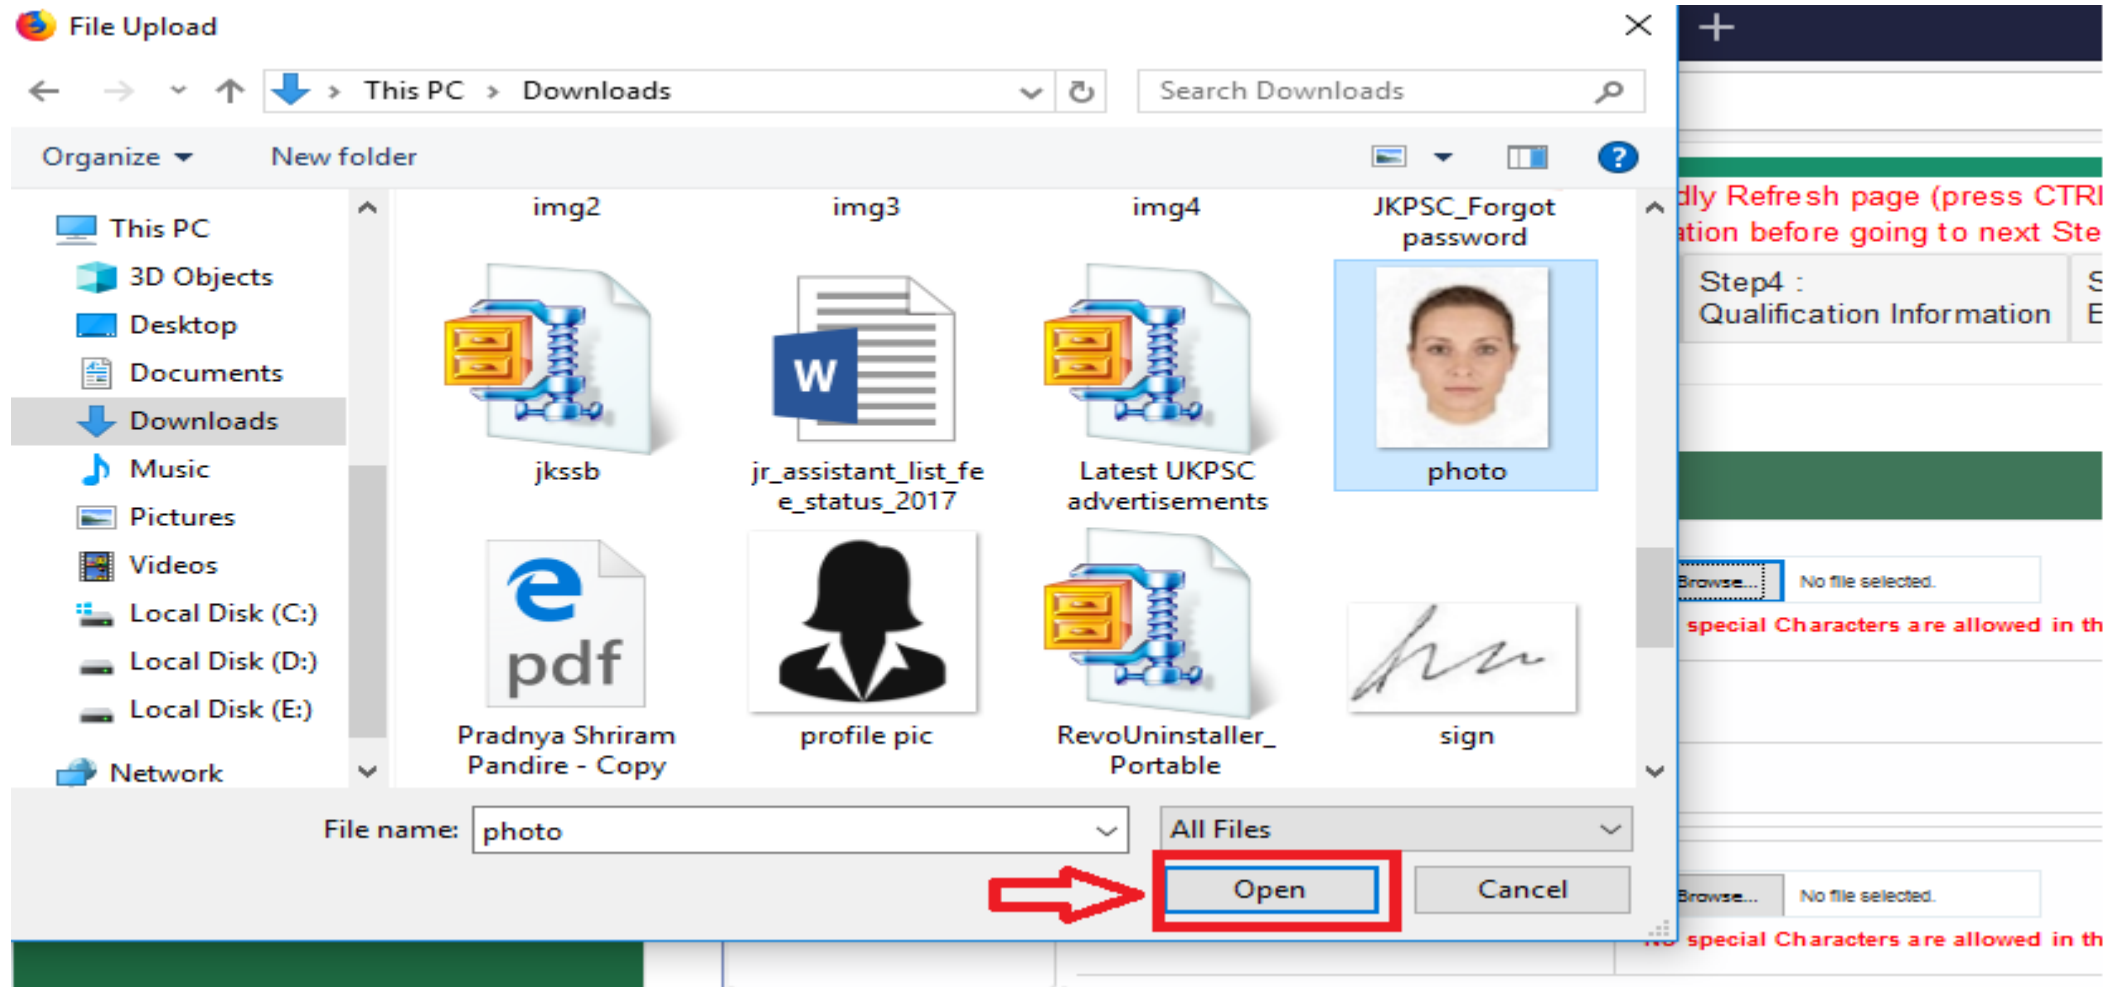 File Upload
This PC > Downloads
Search Downloads
Organize
New folder
This PC
3D Objects
Desktop
Documents
Downloads
Music
Pictures
Videos
Local Disk (C:)
Local Disk (D:)
Local Disk (E:)
Network
img2
img3
img4
JKPSC_Forgot
password
jkssb
jr_assistant_list_fe
e_status_2017
W
Latest UKPSC
advertisements
photo
pdf
Pradnya Shriram
Pandire - Copy
profile pic
RevoUninstaller_
Portable
sign
File name:
photo
All Files
Open
Cancel
dly Refresh page (press CTRL
ation before going to next Ste
Step4 :
Qualification Information
S
E
Browse...
No file selected.
special Characters are allowed in th
Browse...
No file selected.
No special Characters are allowed in th